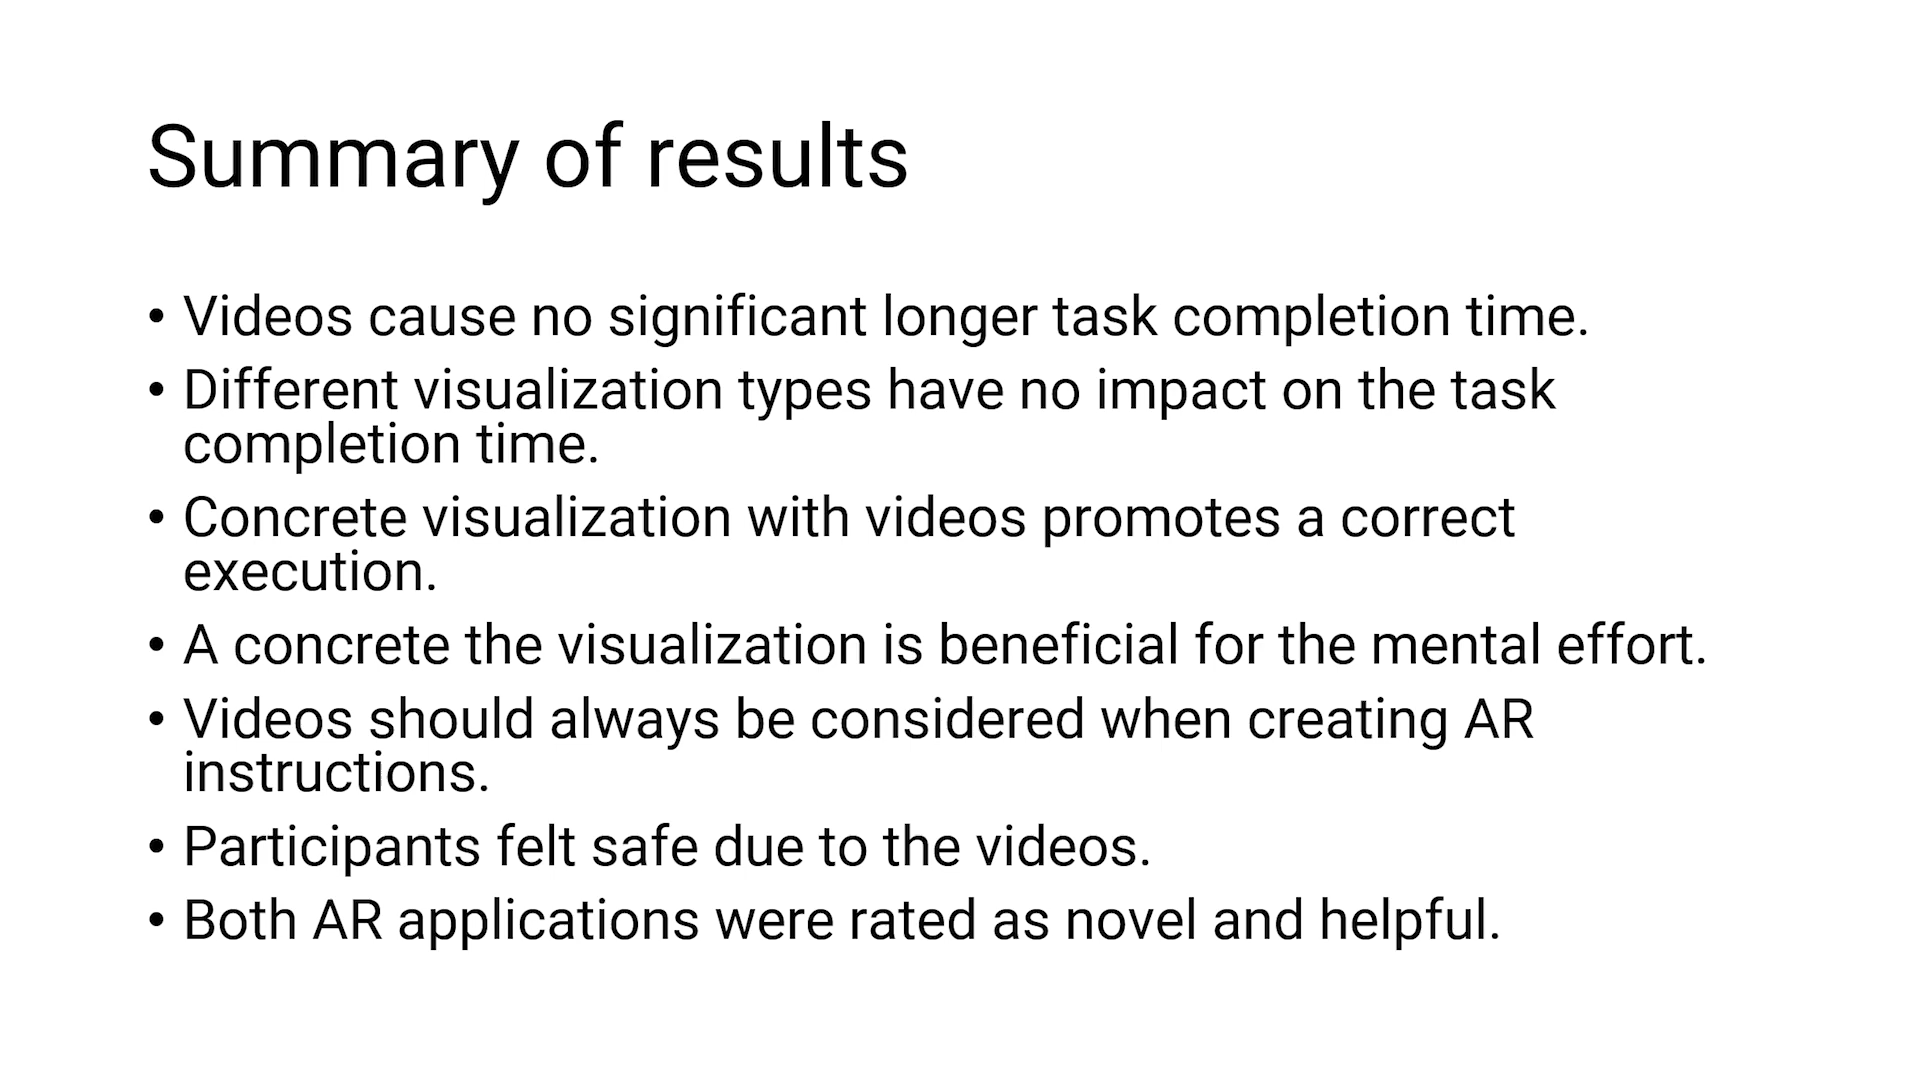 Summary of results
• Videos cause no significant longer task completion time.
• Different visualization types have no impact on the task
completion time.
• Concrete visualization with videos promotes a correct
execution.
• A concrete the visualization is beneficial for the mental effort.
• Videos should always be considered when creating AR
instructions.
• Participants felt safe due to the videos.
• Both AR applications were rated as novel and helpful.